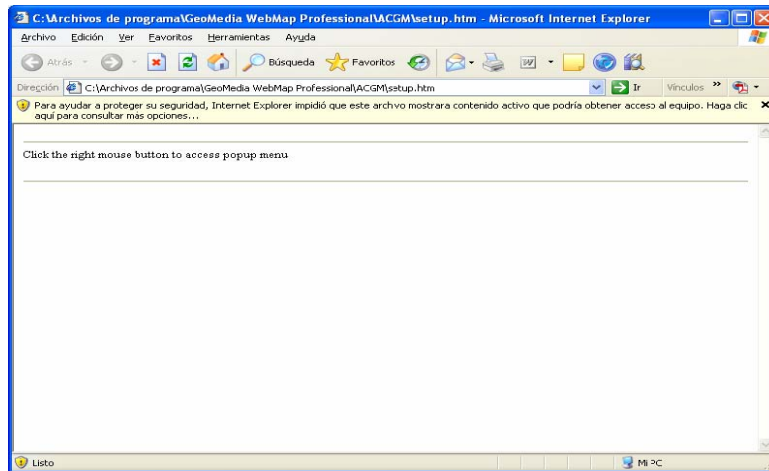 C:\Archivos de programa\GeoMedia WebMap Professional\ACGM\setup.htm - Microsoft Internet Explorer
Archivo Edición Ver Favoritos Herramientas Ayuda
Atrás Búsqueda Favoritos
Dirección C:\Archivos de programa\GeoMedia WebMap Professional\ACGM\setup.htm Ir Vínculos »
Para ayudar a proteger su seguridad, Internet Explorer impidió que este archivo mostrara contenido activo que podría obtener acceso al equipo. Haga clic
aquí para consultar más opciones...
Click the right mouse button to access popup menu
Listo Mi PC